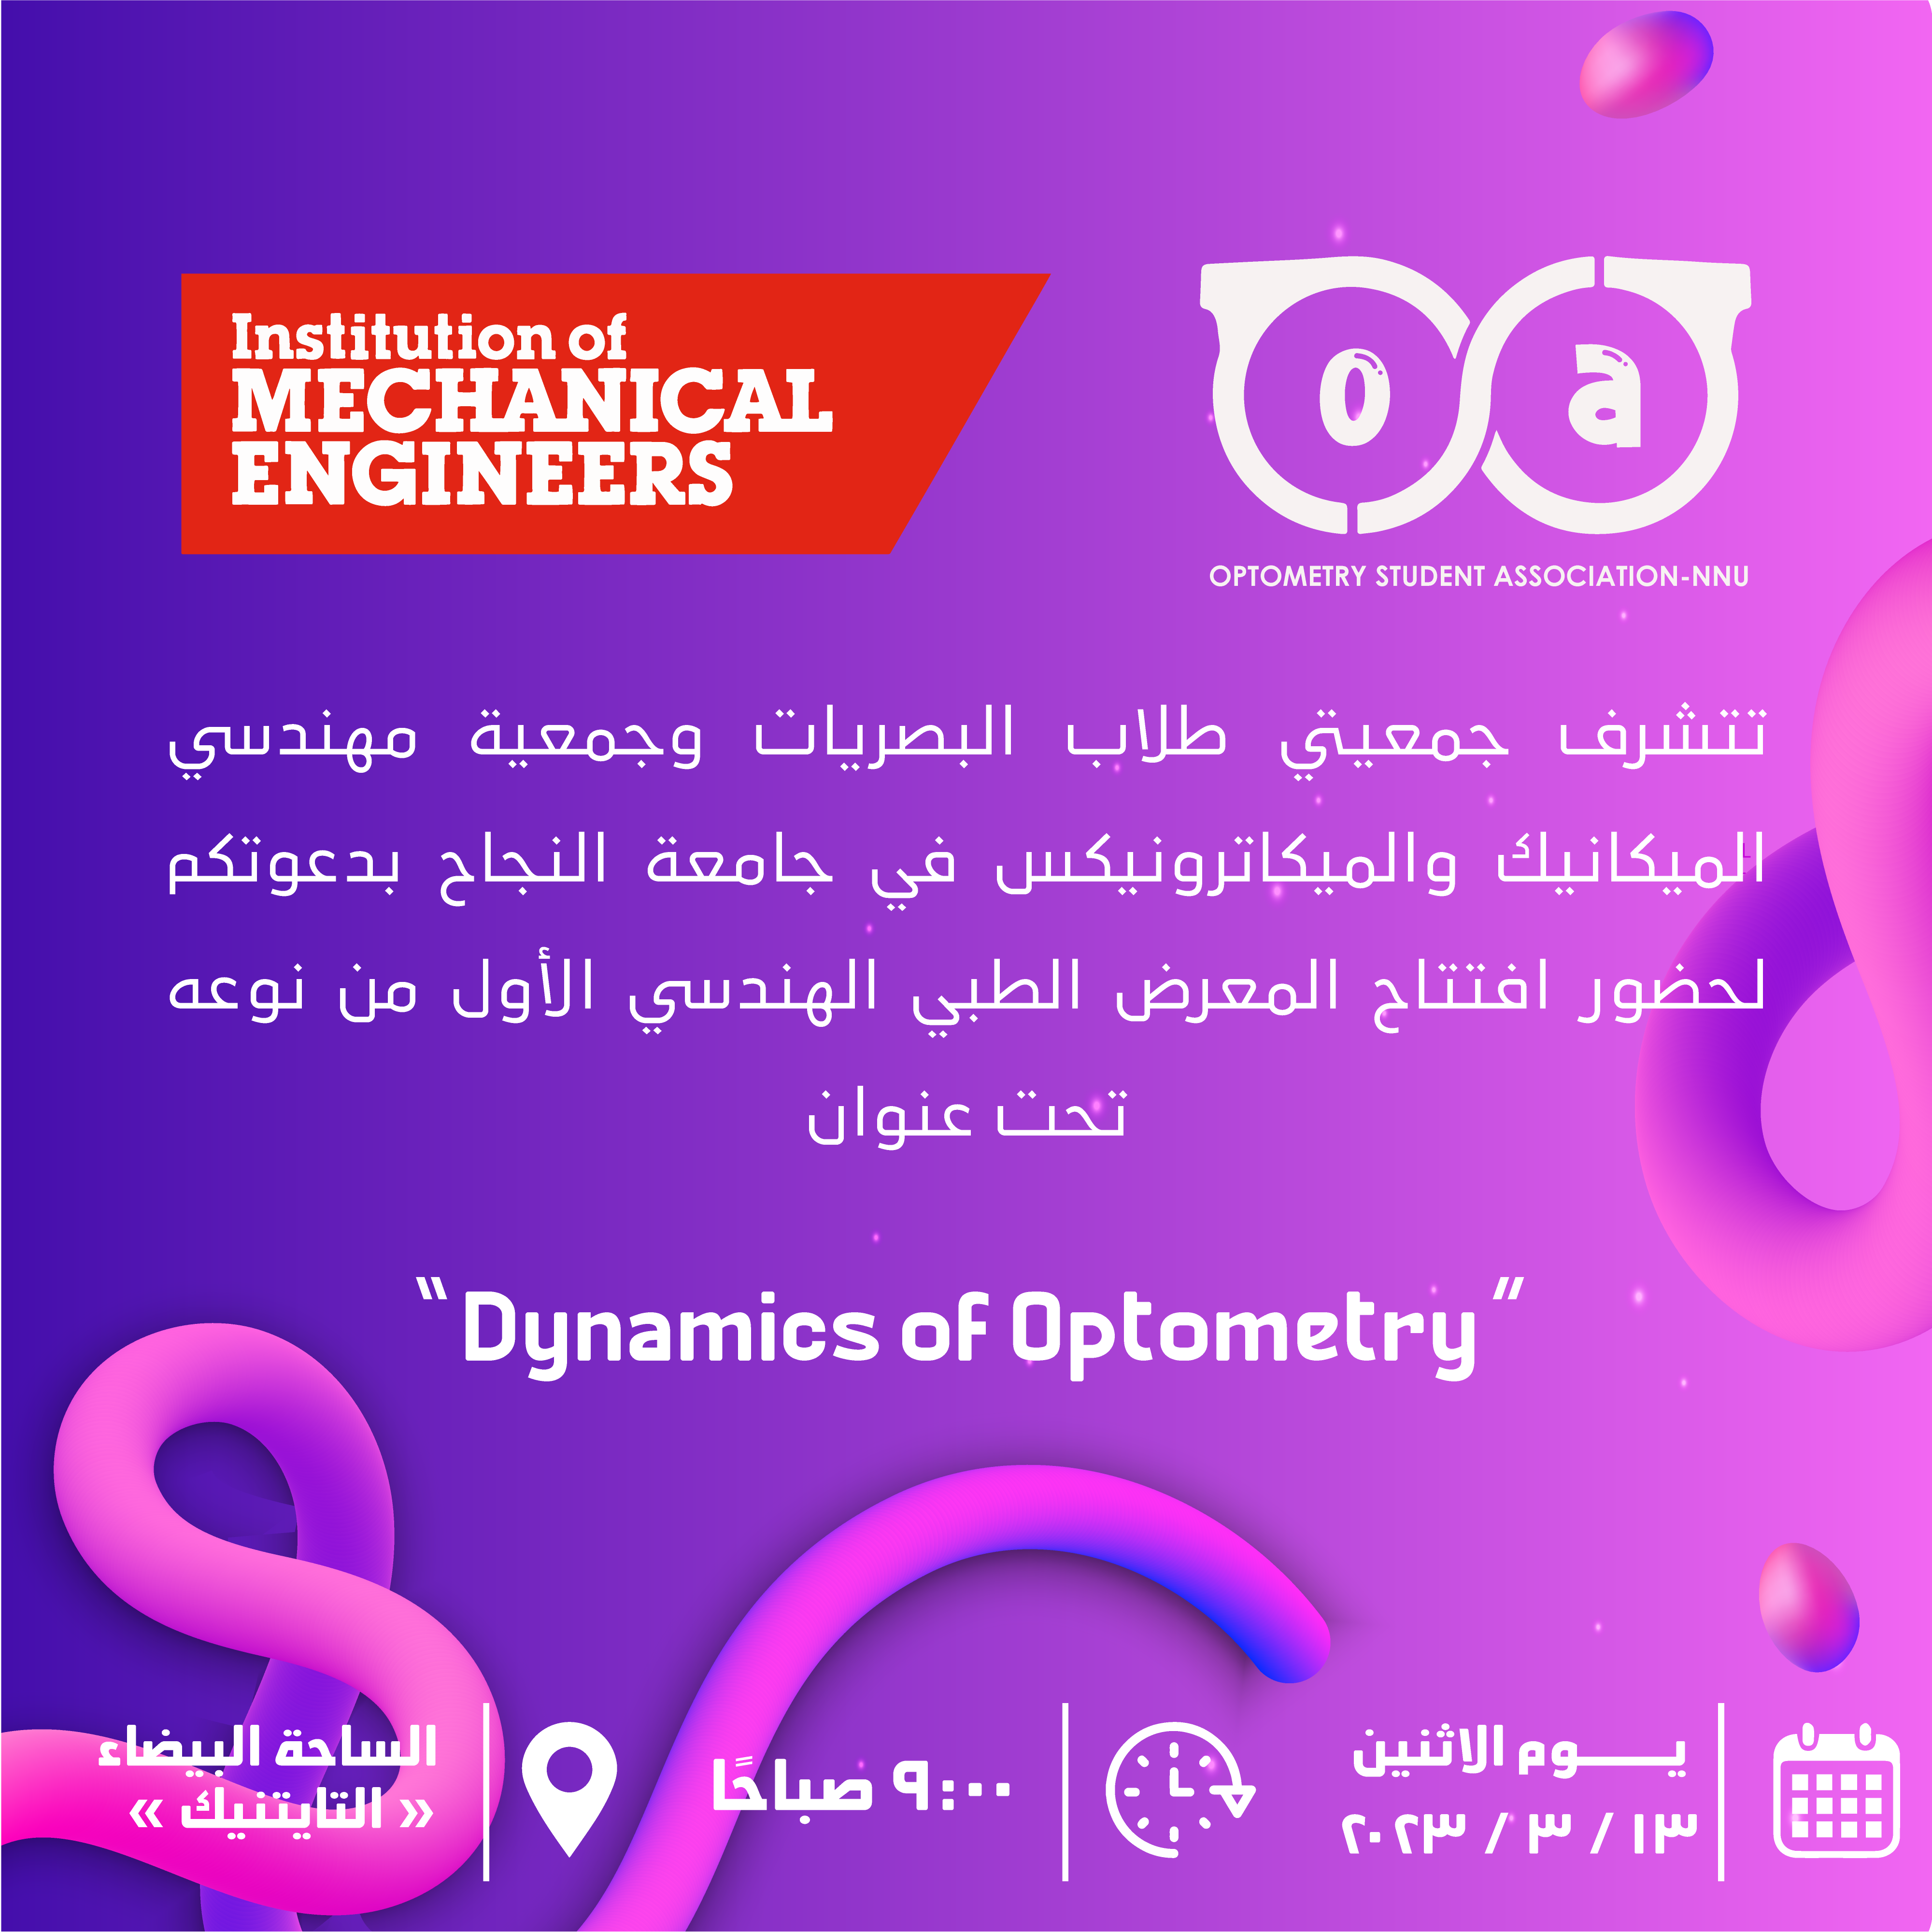 Institution of
MECHANICAL
ENGINEERS
o a
OPTOMETRY STUDENT ASSOCIATION-NNU
تتشرف جمعيتي طلاب البصريات وجمعية مهندسي
الميكانيك والميكاترونيكس في جامعة النجاح بدعوتكم
لحضور افتتاح المعرض الطبي الهندسي الأول من نوعه
تحت عنوان
“ Dynamics of Optometry ”
يـــوم الاثنين
١٣ / ٣ / ٢٠٢٣
٩:٠٠ صباحًا
الساحة البيضاء
« التايتنيك »